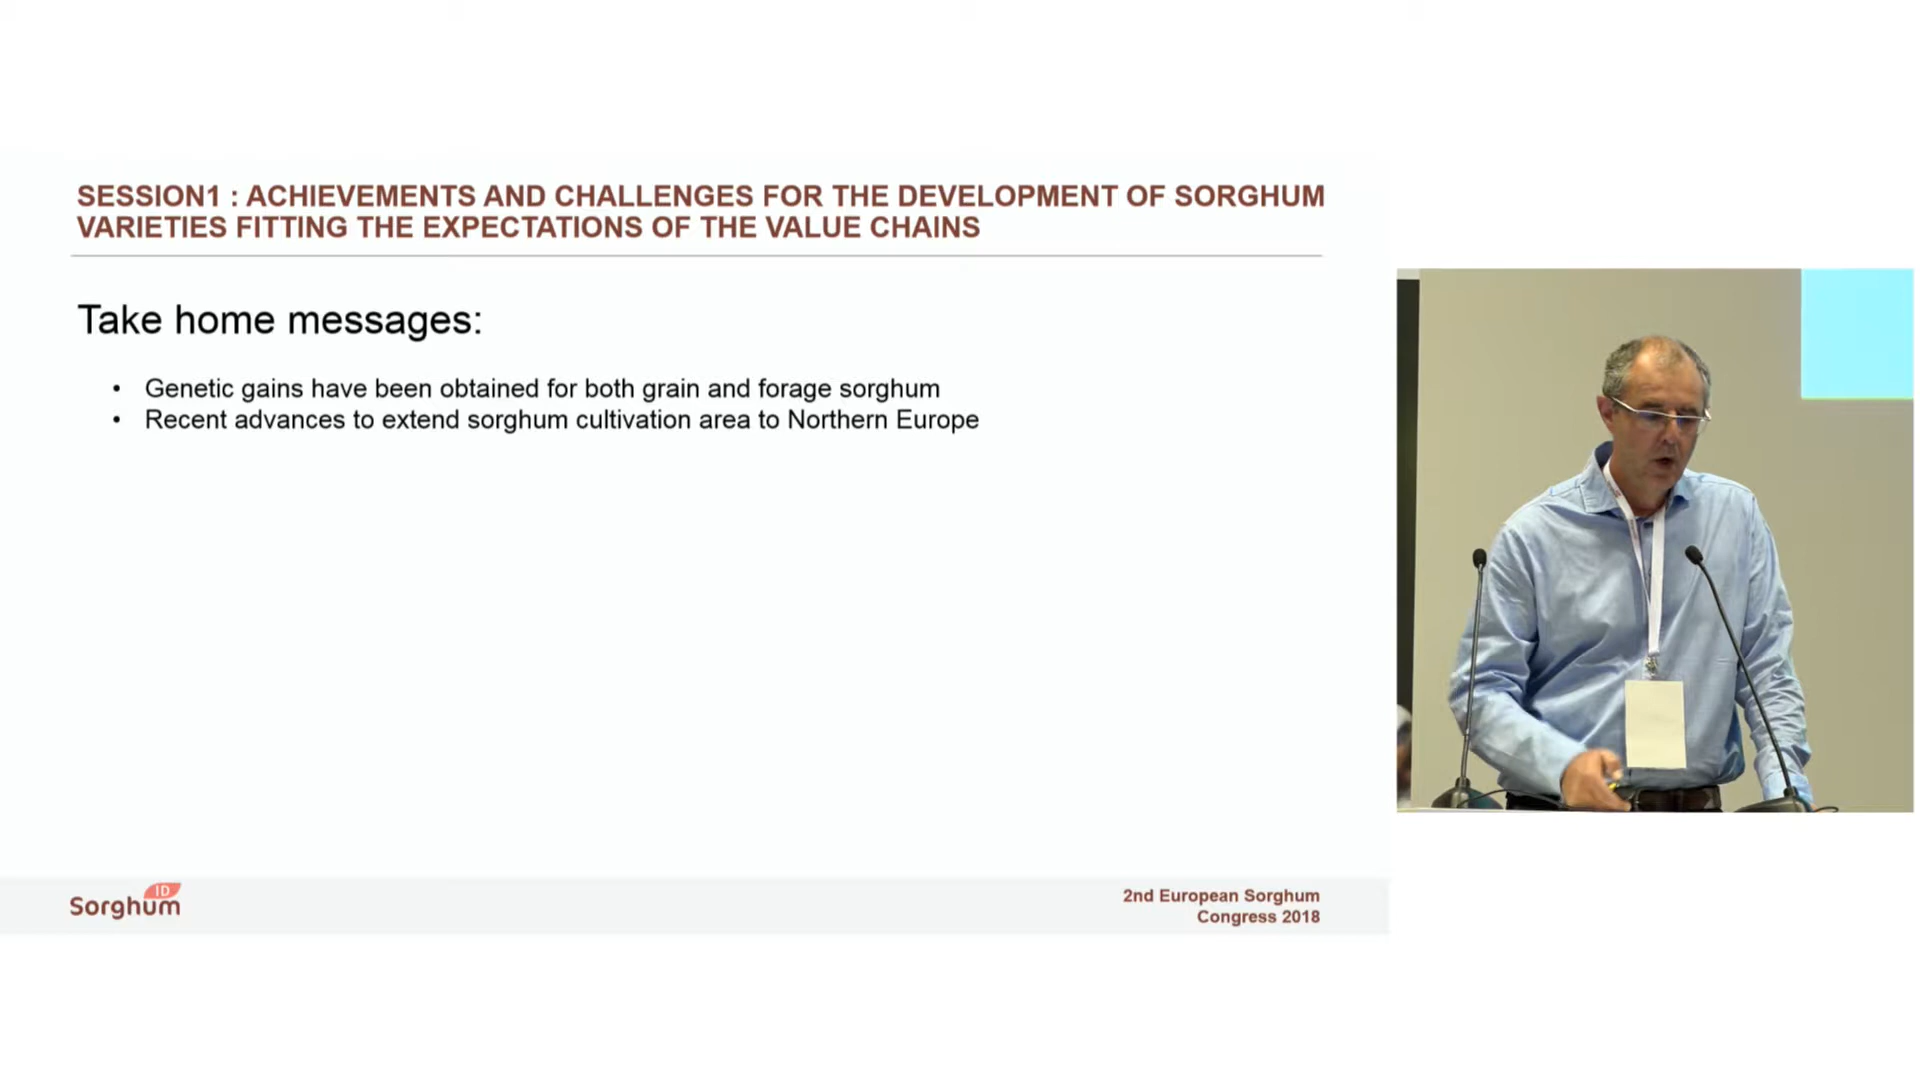 SESSION1 : ACHIEVEMENTS AND CHALLENGES FOR THE DEVELOPMENT OF SORGHUM
VARIETIES FITTING THE EXPECTATIONS OF THE VALUE CHAINS
Take home messages:
• Genetic gains have been obtained for both grain and forage sorghum
• Recent advances to extend sorghum cultivation area to Northern Europe
Sorghum ID
2nd European Sorghum
Congress 2018